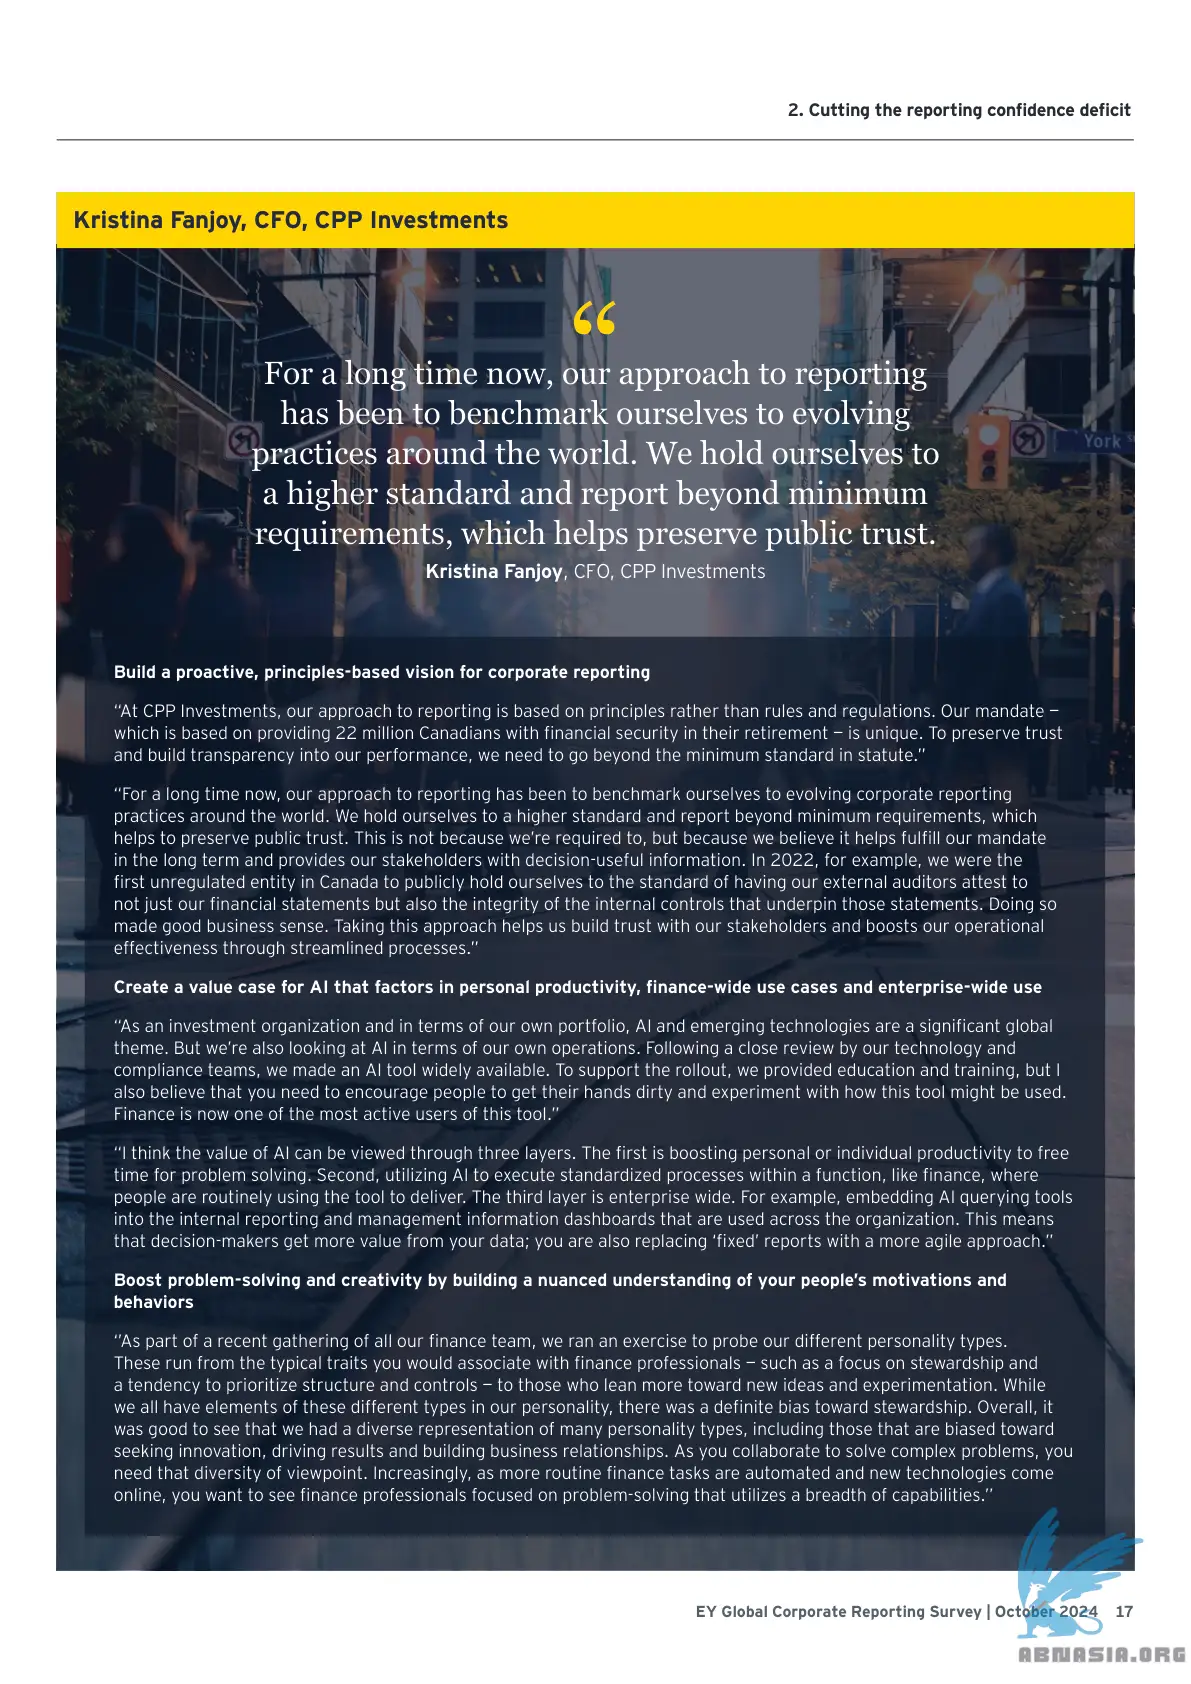 2. Cutting the reporting confidence deficit
Kristina Fanjoy, CFO, CPP Investments
“
For a long time now, our approach to reporting
has been to benchmark ourselves to evolving
practices around the world. We hold ourselves to
a higher standard and report beyond minimum
requirements, which helps preserve public trust.
Kristina Fanjoy, CFO, CPP Investments
York
Build a proactive, principles-based vision for corporate reporting
“At CPP Investments, our approach to reporting is based on principles rather than rules and regulations. Our mandate –
which is based on providing 22 million Canadians with financial security in their retirement – is unique. To preserve trust
and build transparency into our performance, we need to go beyond the minimum standard in statute.”
“For a long time now, our approach to reporting has been to benchmark ourselves to evolving corporate reporting
practices around the world. We hold ourselves to a higher standard and report beyond minimum requirements, which
helps to preserve public trust. This is not because we’re required to, but because we believe it helps fulfill our mandate
in the long term and provides our stakeholders with decision-useful information. In 2022, for example, we were the
first unregulated entity in Canada to publicly hold ourselves to the standard of having our external auditors attest to
not just our financial statements but also the integrity of the internal controls that underpin those statements. Doing so
made good business sense. Taking this approach helps us build trust with our stakeholders and boosts our operational
effectiveness through streamlined processes.”
Create a value case for AI that factors in personal productivity, finance-wide use cases and enterprise-wide use
“As an investment organization and in terms of our own portfolio, AI and emerging technologies are a significant global
theme. But we’re also looking at AI in terms of our own operations. Following a close review by our technology and
compliance teams, we made an AI tool widely available. To support the rollout, we provided education and training, but I
also believe that you need to encourage people to get their hands dirty and experiment with how this tool might be used.
Finance is now one of the most active users of this tool.”
“I think the value of AI can be viewed through three layers. The first is boosting personal or individual productivity to free
time for problem solving. Second, utilizing AI to execute standardized processes within a function, like finance, where
people are routinely using the tool to deliver. The third layer is enterprise wide. For example, embedding AI querying tools
into the internal reporting and management information dashboards that are used across the organization. This means
that decision-makers get more value from your data; you are also replacing ‘fixed’ reports with a more agile approach.”
Boost problem-solving and creativity by building a nuanced understanding of your people’s motivations and
behaviors
‘’As part of a recent gathering of all our finance team, we ran an exercise to probe our different personality types.
These run from the typical traits you would associate with finance professionals – such as a focus on stewardship and
a tendency to prioritize structure and controls – to those who lean more toward new ideas and experimentation. While
we all have elements of these different types in our personality, there was a definite bias toward stewardship. Overall, it
was good to see that we had a diverse representation of many personality types, including those that are biased toward
seeking innovation, driving results and building business relationships. As you collaborate to solve complex problems, you
need that diversity of viewpoint. Increasingly, as more routine finance tasks are automated and new technologies come
online, you want to see finance professionals focused on problem-solving that utilizes a breadth of capabilities.’’
EY Global Corporate Reporting Survey | October 2024 17
ABNASIA.ORG